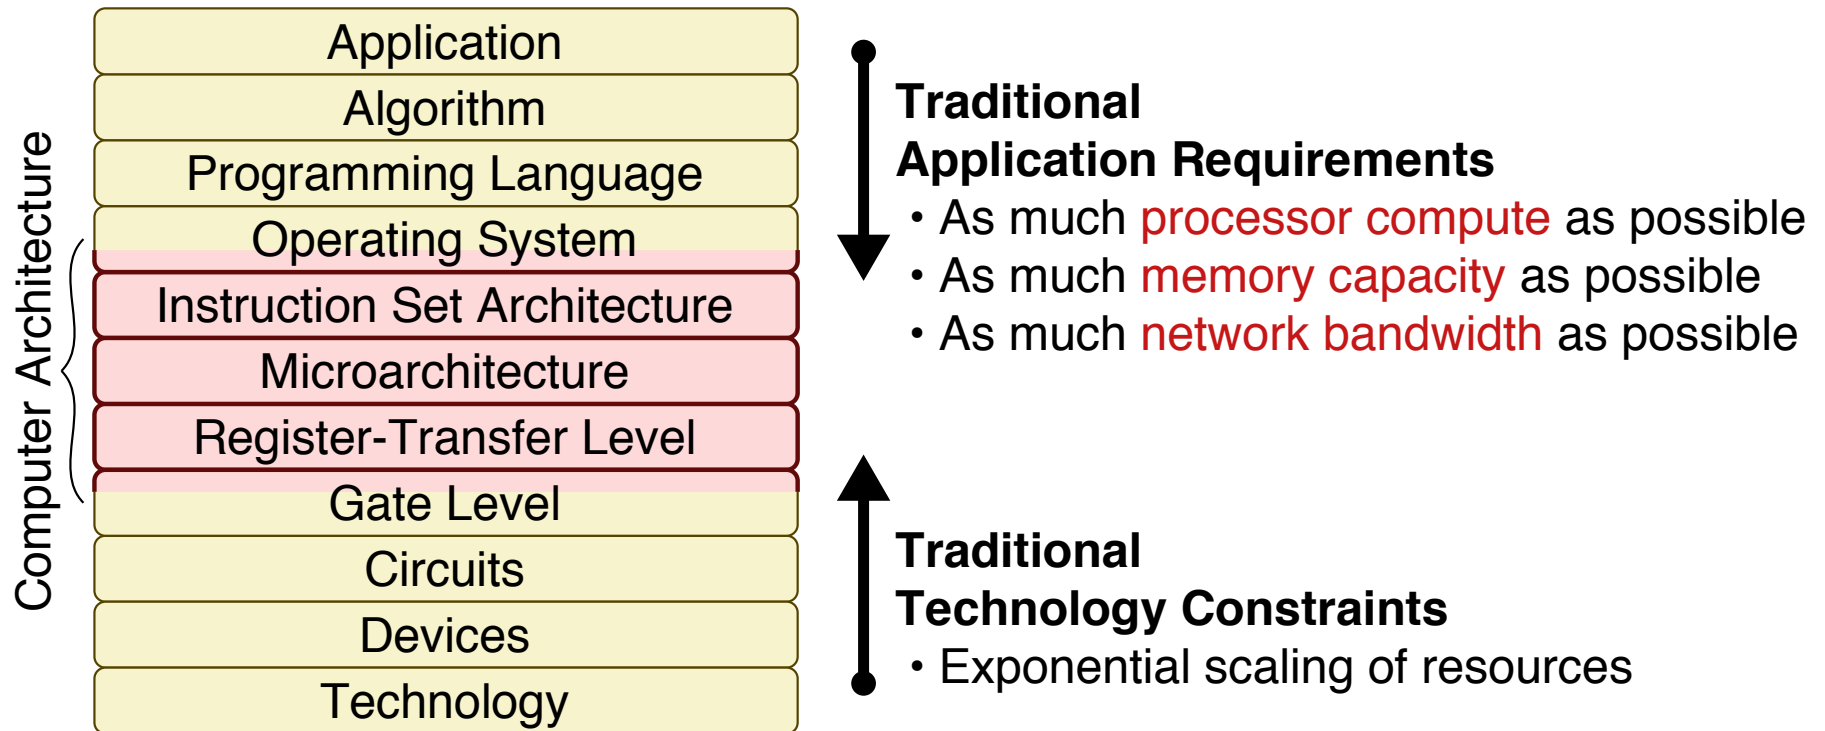 Computer Architecture
Application
Algorithm
Programming Language
Operating System
Instruction Set Architecture
Microarchitecture
Register-Transfer Level
Gate Level
Circuits
Devices
Technology
Traditional
Application Requirements
• As much processor compute as possible
• As much memory capacity as possible
• As much network bandwidth as possible
Traditional
Technology Constraints
• Exponential scaling of resources